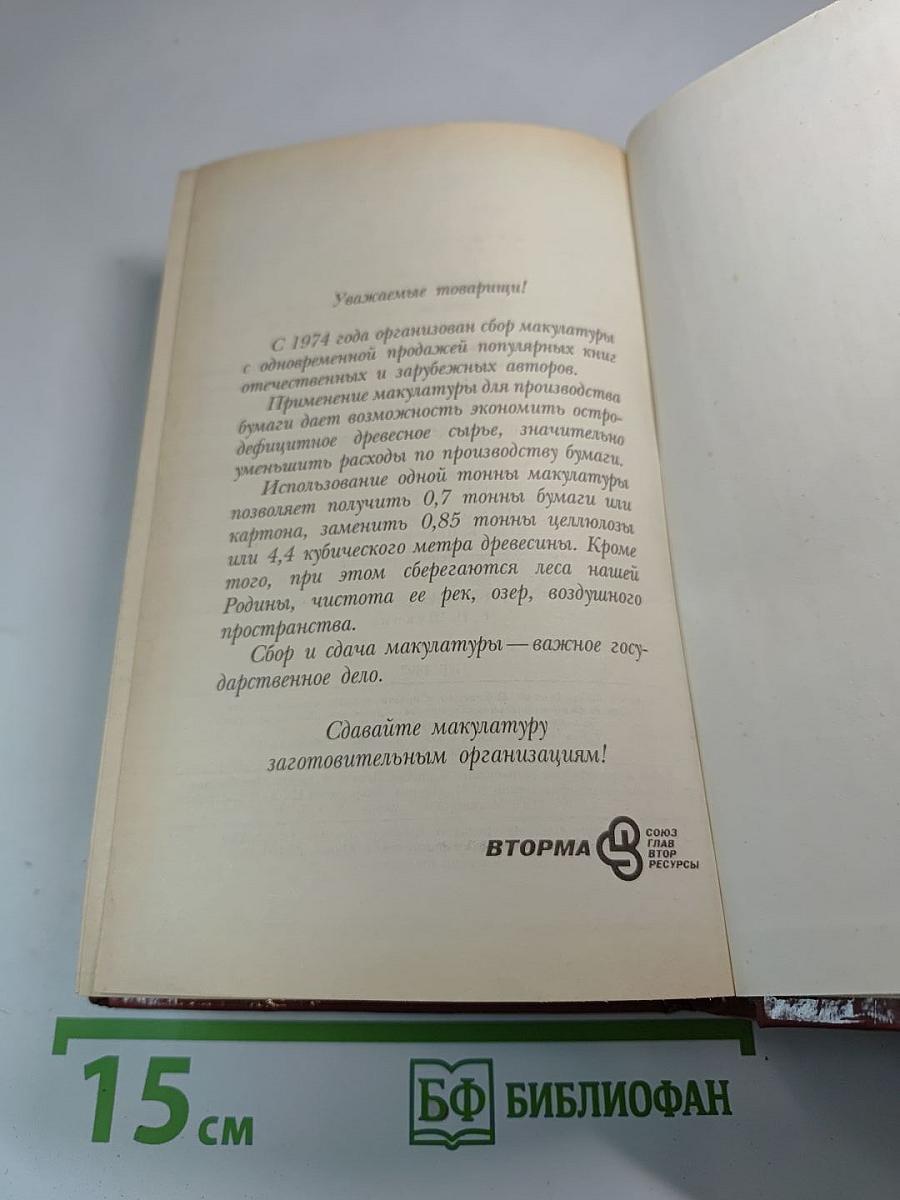 Уважаемые товарищи!
С 1974 года организован сбор макулатуры
с одновременной продажей популярных книг
отечественных и зарубежных авторов.
Применение макулатуры для производства
бумаги дает возможность экономить остро-
дефицитное древесное сырье, значительно
уменьшить расходы по производству бумаги.
Использование одной тонны макулатуры
позволяет получить 0,7 тонны бумаги или
картона, заменить 0,85 тонны целлюлозы
или 4,4 кубического метра древесины. Кроме
того, при этом сберегаются леса нашей
Родины, чистота ее рек, озер, воздушного
пространства.
Сбор и сдача макулатуры — важное госу-
дарственное дело.
Сдавайте макулатуру
заготовительным организациям!
ВТОРМА
СОЮЗ
ГЛАВ
ВТОР
РЕСУРСЫ
15 см
БФ БИБЛИОФАН